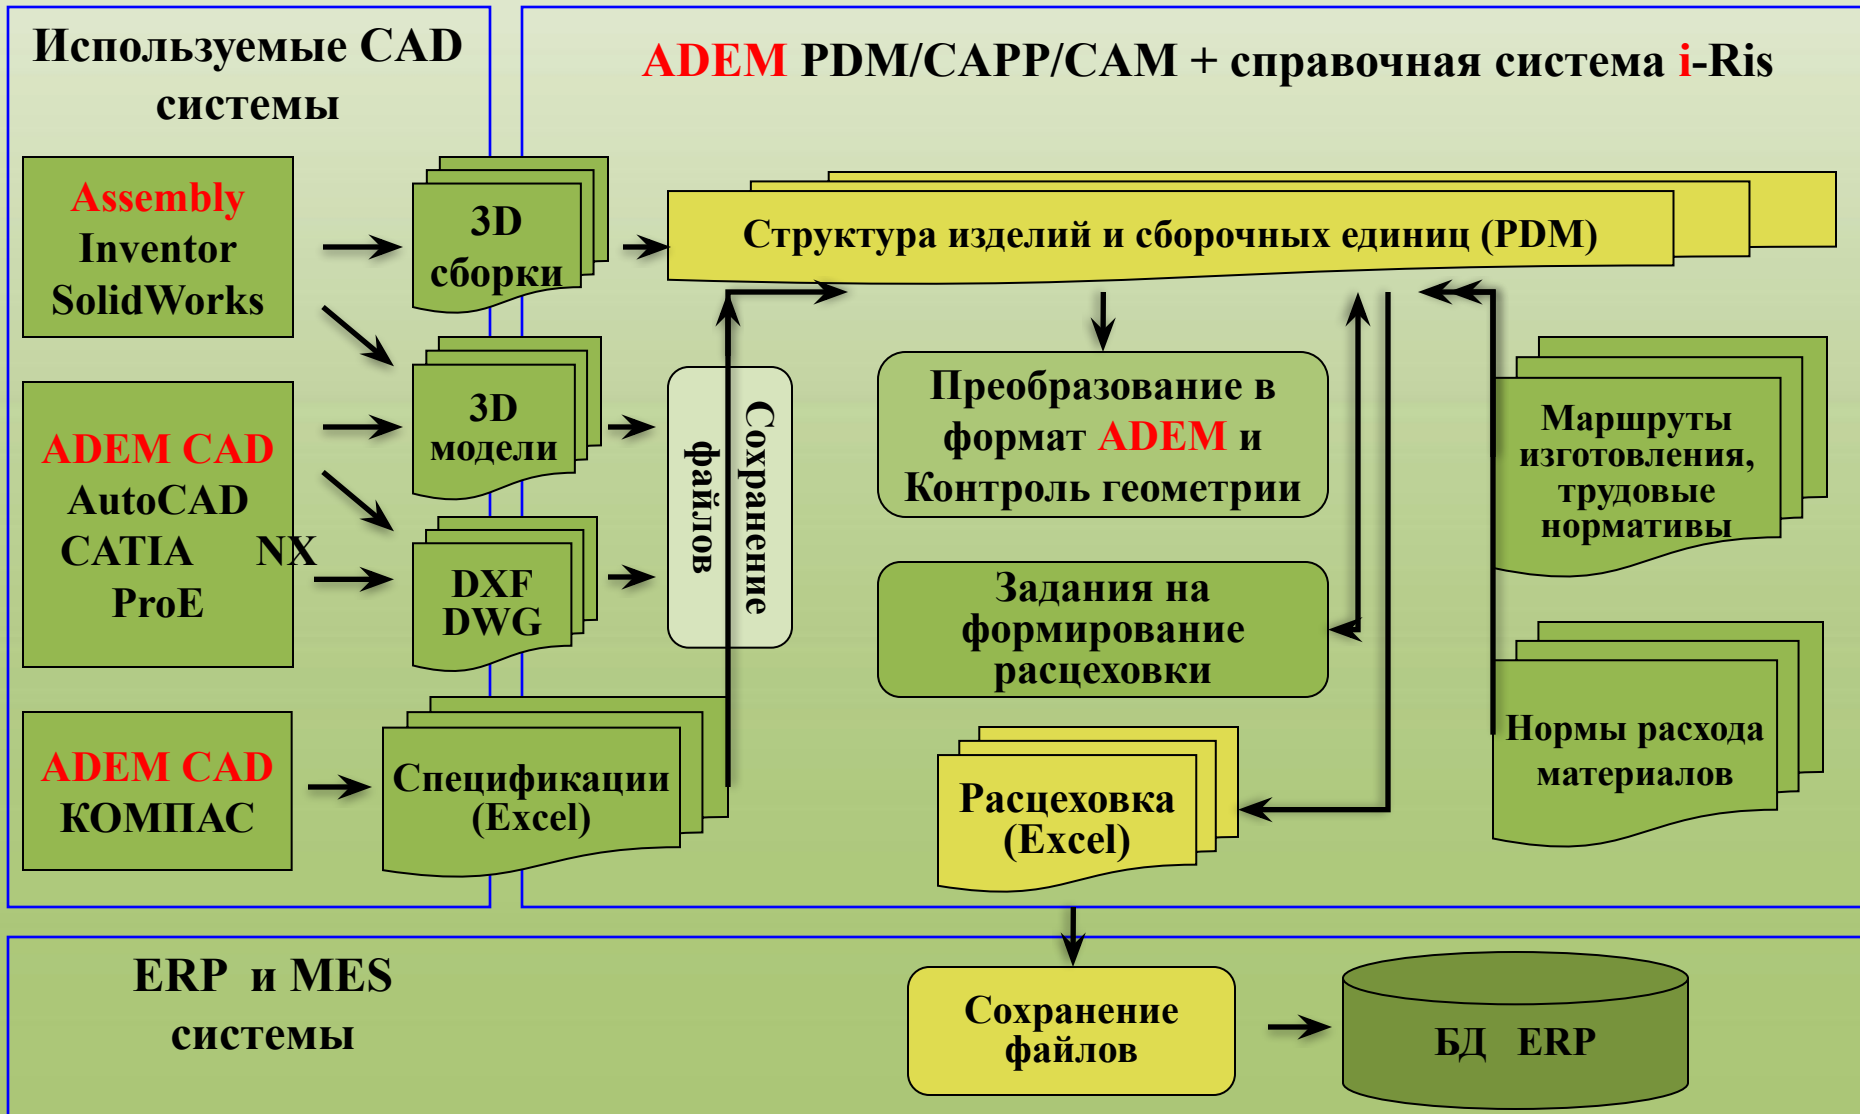 Используемые CAD
системы
ADEM PDM/CAPP/CAM + справочная система i-Ris
Assembly
Inventor
SolidWorks
3D
сборки
Структура изделий и сборочных единиц (PDM)
ADEM CAD
AutoCAD
CATIA NX
ProE
3D
модели
DXF
DWG
Сохранение
файлов
Преобразование в
формат ADEM и
Контроль геометрии
Задания на
формирование
расцеховки
Маршруты
изготовления,
трудовые
нормативы
ADEM CAD
КОМПАС
Спецификации
(Excel)
Расцеховка
(Excel)
Нормы расхода
материалов
ERP и MES
системы
Сохранение
файлов
БД ERP